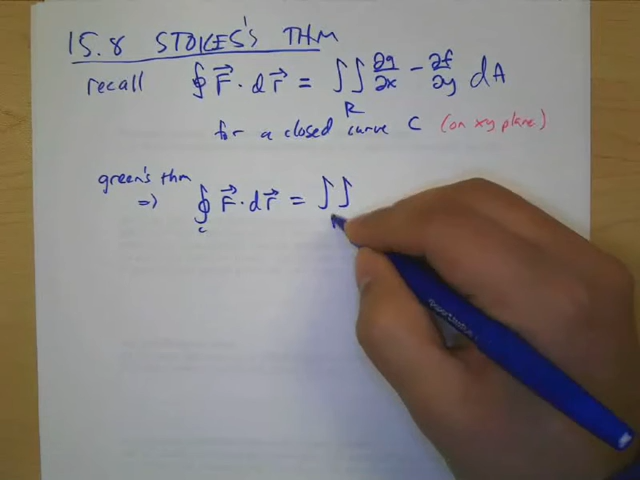 15.8 STOKES'S THM
recall ∮ F⃗ · dr⃗ = ∫∫ ∂g/∂x − ∂f/∂y dA
R
for a closed curve C (on xy plane)
green's thm
⇒ ∮ F⃗ · dr⃗ = ∫∫
c